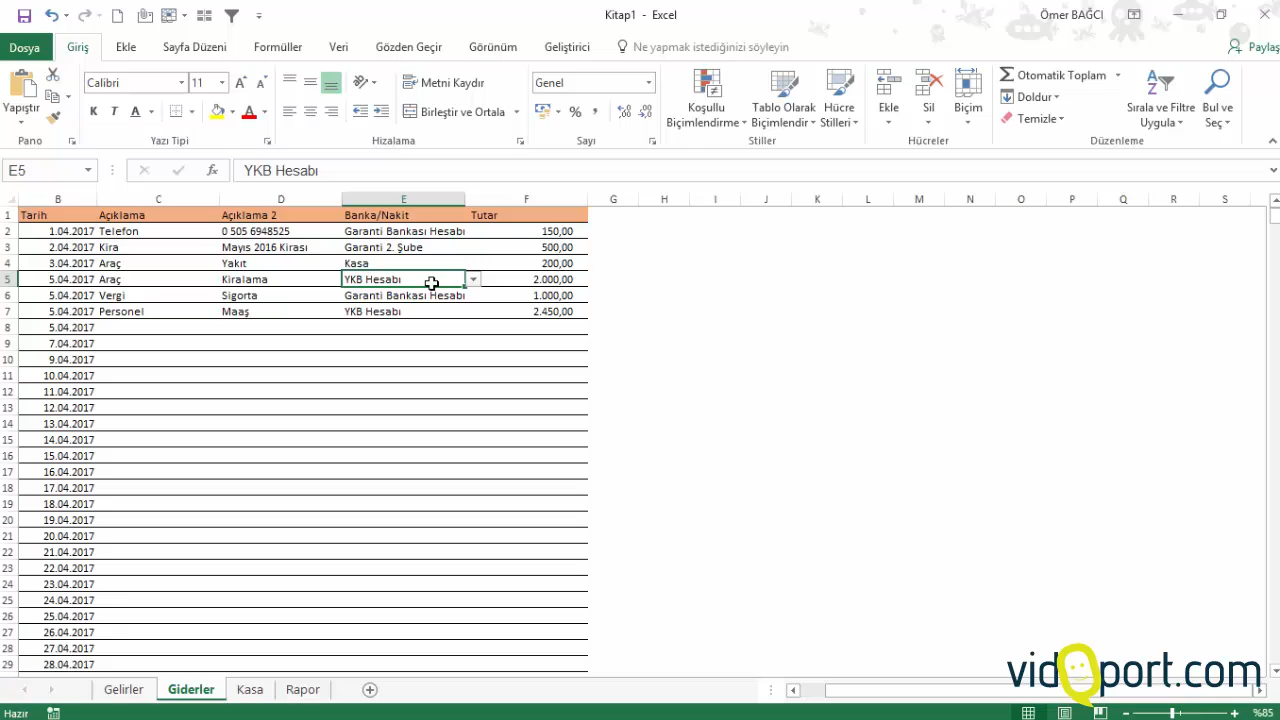 Kitap1 - Excel
Ömer BAĞCI
Dosya Giriş Ekle Sayfa Düzeni Formüller Veri Gözden Geçir Görünüm Geliştirici Ne yapmak istediğinizi söyleyin Paylaş
Yapıştır
Pano
Calibri 11
K T A
Yazı Tipi
Metni Kaydır
Birleştir ve Ortala
Hizalama
Genel
Sayı
Koşullu Biçimlendirme
Tablo Olarak Biçimlendir
Hücre Stilleri
Stiller
Ekle
Sil
Biçim
Hücreler
Otomatik Toplam
Doldur
Temizle
Sırala ve Filtre Uygula
Bul ve Seç
Düzenleme
E5 fx YKB Hesabı
B C D E F G H I J K L M N O P Q R S
1 Tarih Açıklama Açıklama 2 Banka/Nakit Tutar
2 1.04.2017 Telefon 0 505 6948525 Garanti Bankası Hesabı 150,00
3 2.04.2017 Kira Mayıs 2016 Kirası Garanti 2. Şube 500,00
4 3.04.2017 Araç Yakıt Kasa 200,00
5 5.04.2017 Araç Kiralama YKB Hesabı 2.000,00
6 5.04.2017 Vergi Sigorta Garanti Bankası Hesabı 1.000,00
7 5.04.2017 Personel Maaş YKB Hesabı 2.450,00
8 5.04.2017
9 7.04.2017
10 9.04.2017
11 10.04.2017
12 11.04.2017
13 12.04.2017
14 13.04.2017
15 14.04.2017
16 15.04.2017
17 16.04.2017
18 17.04.2017
19 18.04.2017
20 19.04.2017
21 20.04.2017
22 21.04.2017
23 22.04.2017
24 23.04.2017
25 24.04.2017
26 25.04.2017
27 26.04.2017
28 27.04.2017
29 28.04.2017
vidoport.com
Gelirler Giderler Kasa Rapor
Hazır
%85